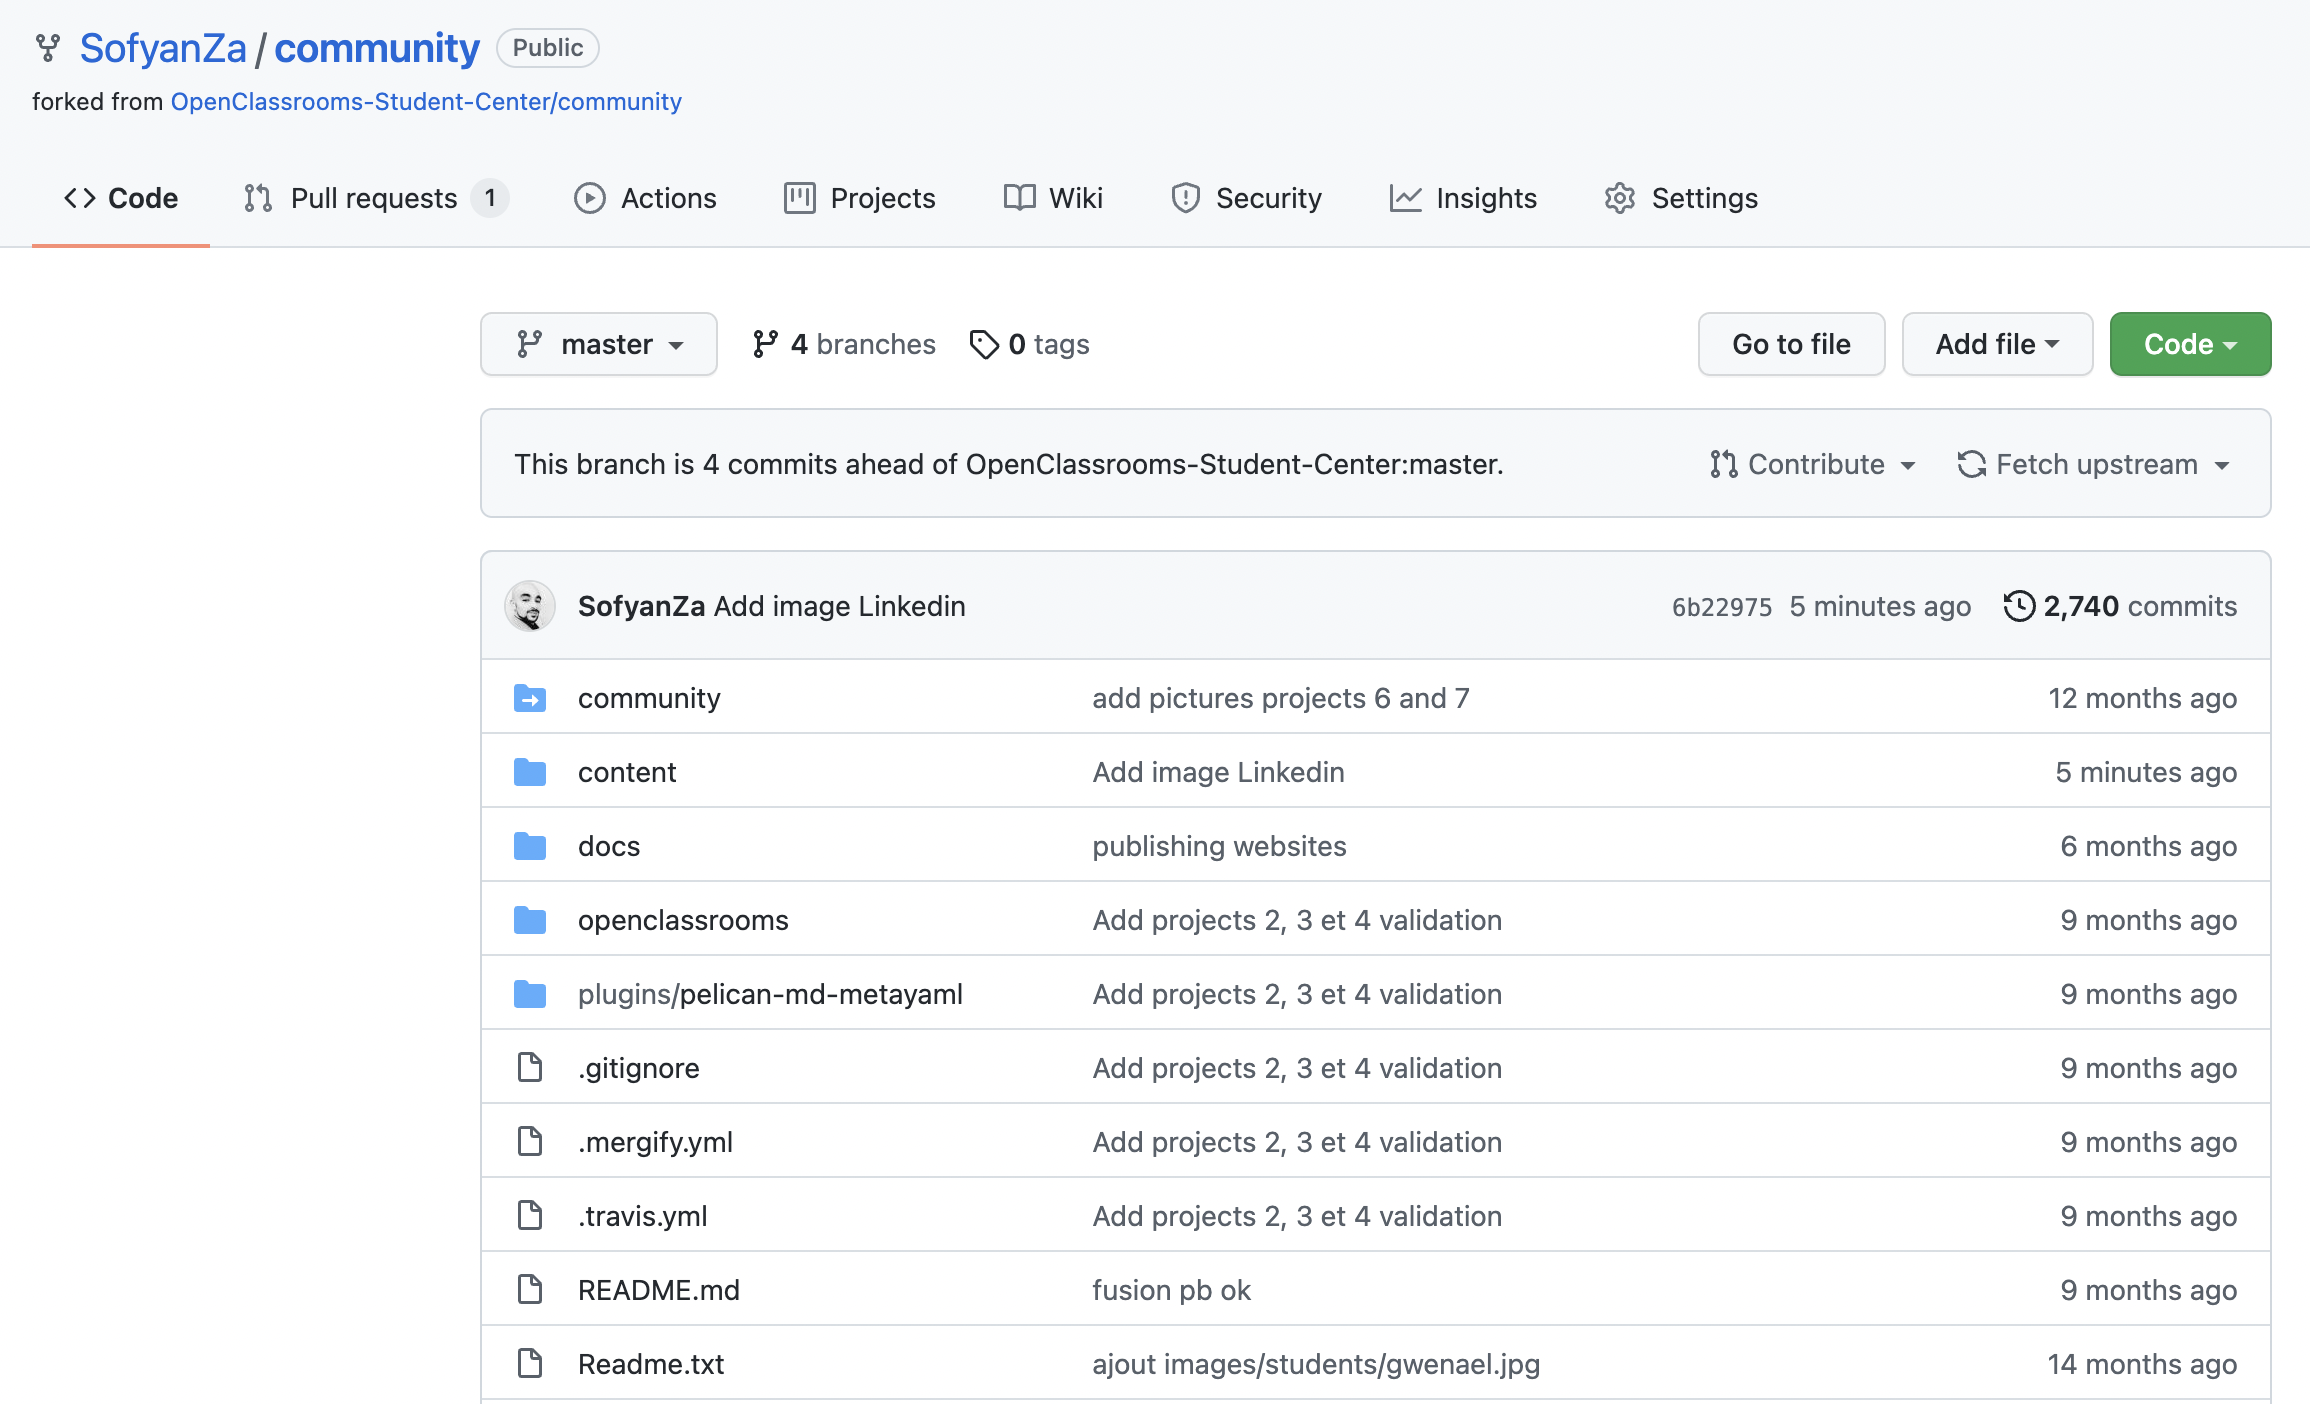 SofyanZa / community Public
forked from OpenClassrooms-Student-Center/community
Code Pull requests 1 Actions Projects Wiki Security Insights Settings
master 4 branches 0 tags Go to file Add file Code
This branch is 4 commits ahead of OpenClassrooms-Student-Center:master. Contribute Fetch upstream
SofyanZa Add image Linkedin 6b22975 5 minutes ago 2,740 commits
community add pictures projects 6 and 7 12 months ago
content Add image Linkedin 5 minutes ago
docs publishing websites 6 months ago
openclassrooms Add projects 2, 3 et 4 validation 9 months ago
plugins/pelican-md-metayaml Add projects 2, 3 et 4 validation 9 months ago
.gitignore Add projects 2, 3 et 4 validation 9 months ago
.mergify.yml Add projects 2, 3 et 4 validation 9 months ago
.travis.yml Add projects 2, 3 et 4 validation 9 months ago
README.md fusion pb ok 9 months ago
Readme.txt ajout images/students/gwenael.jpg 14 months ago